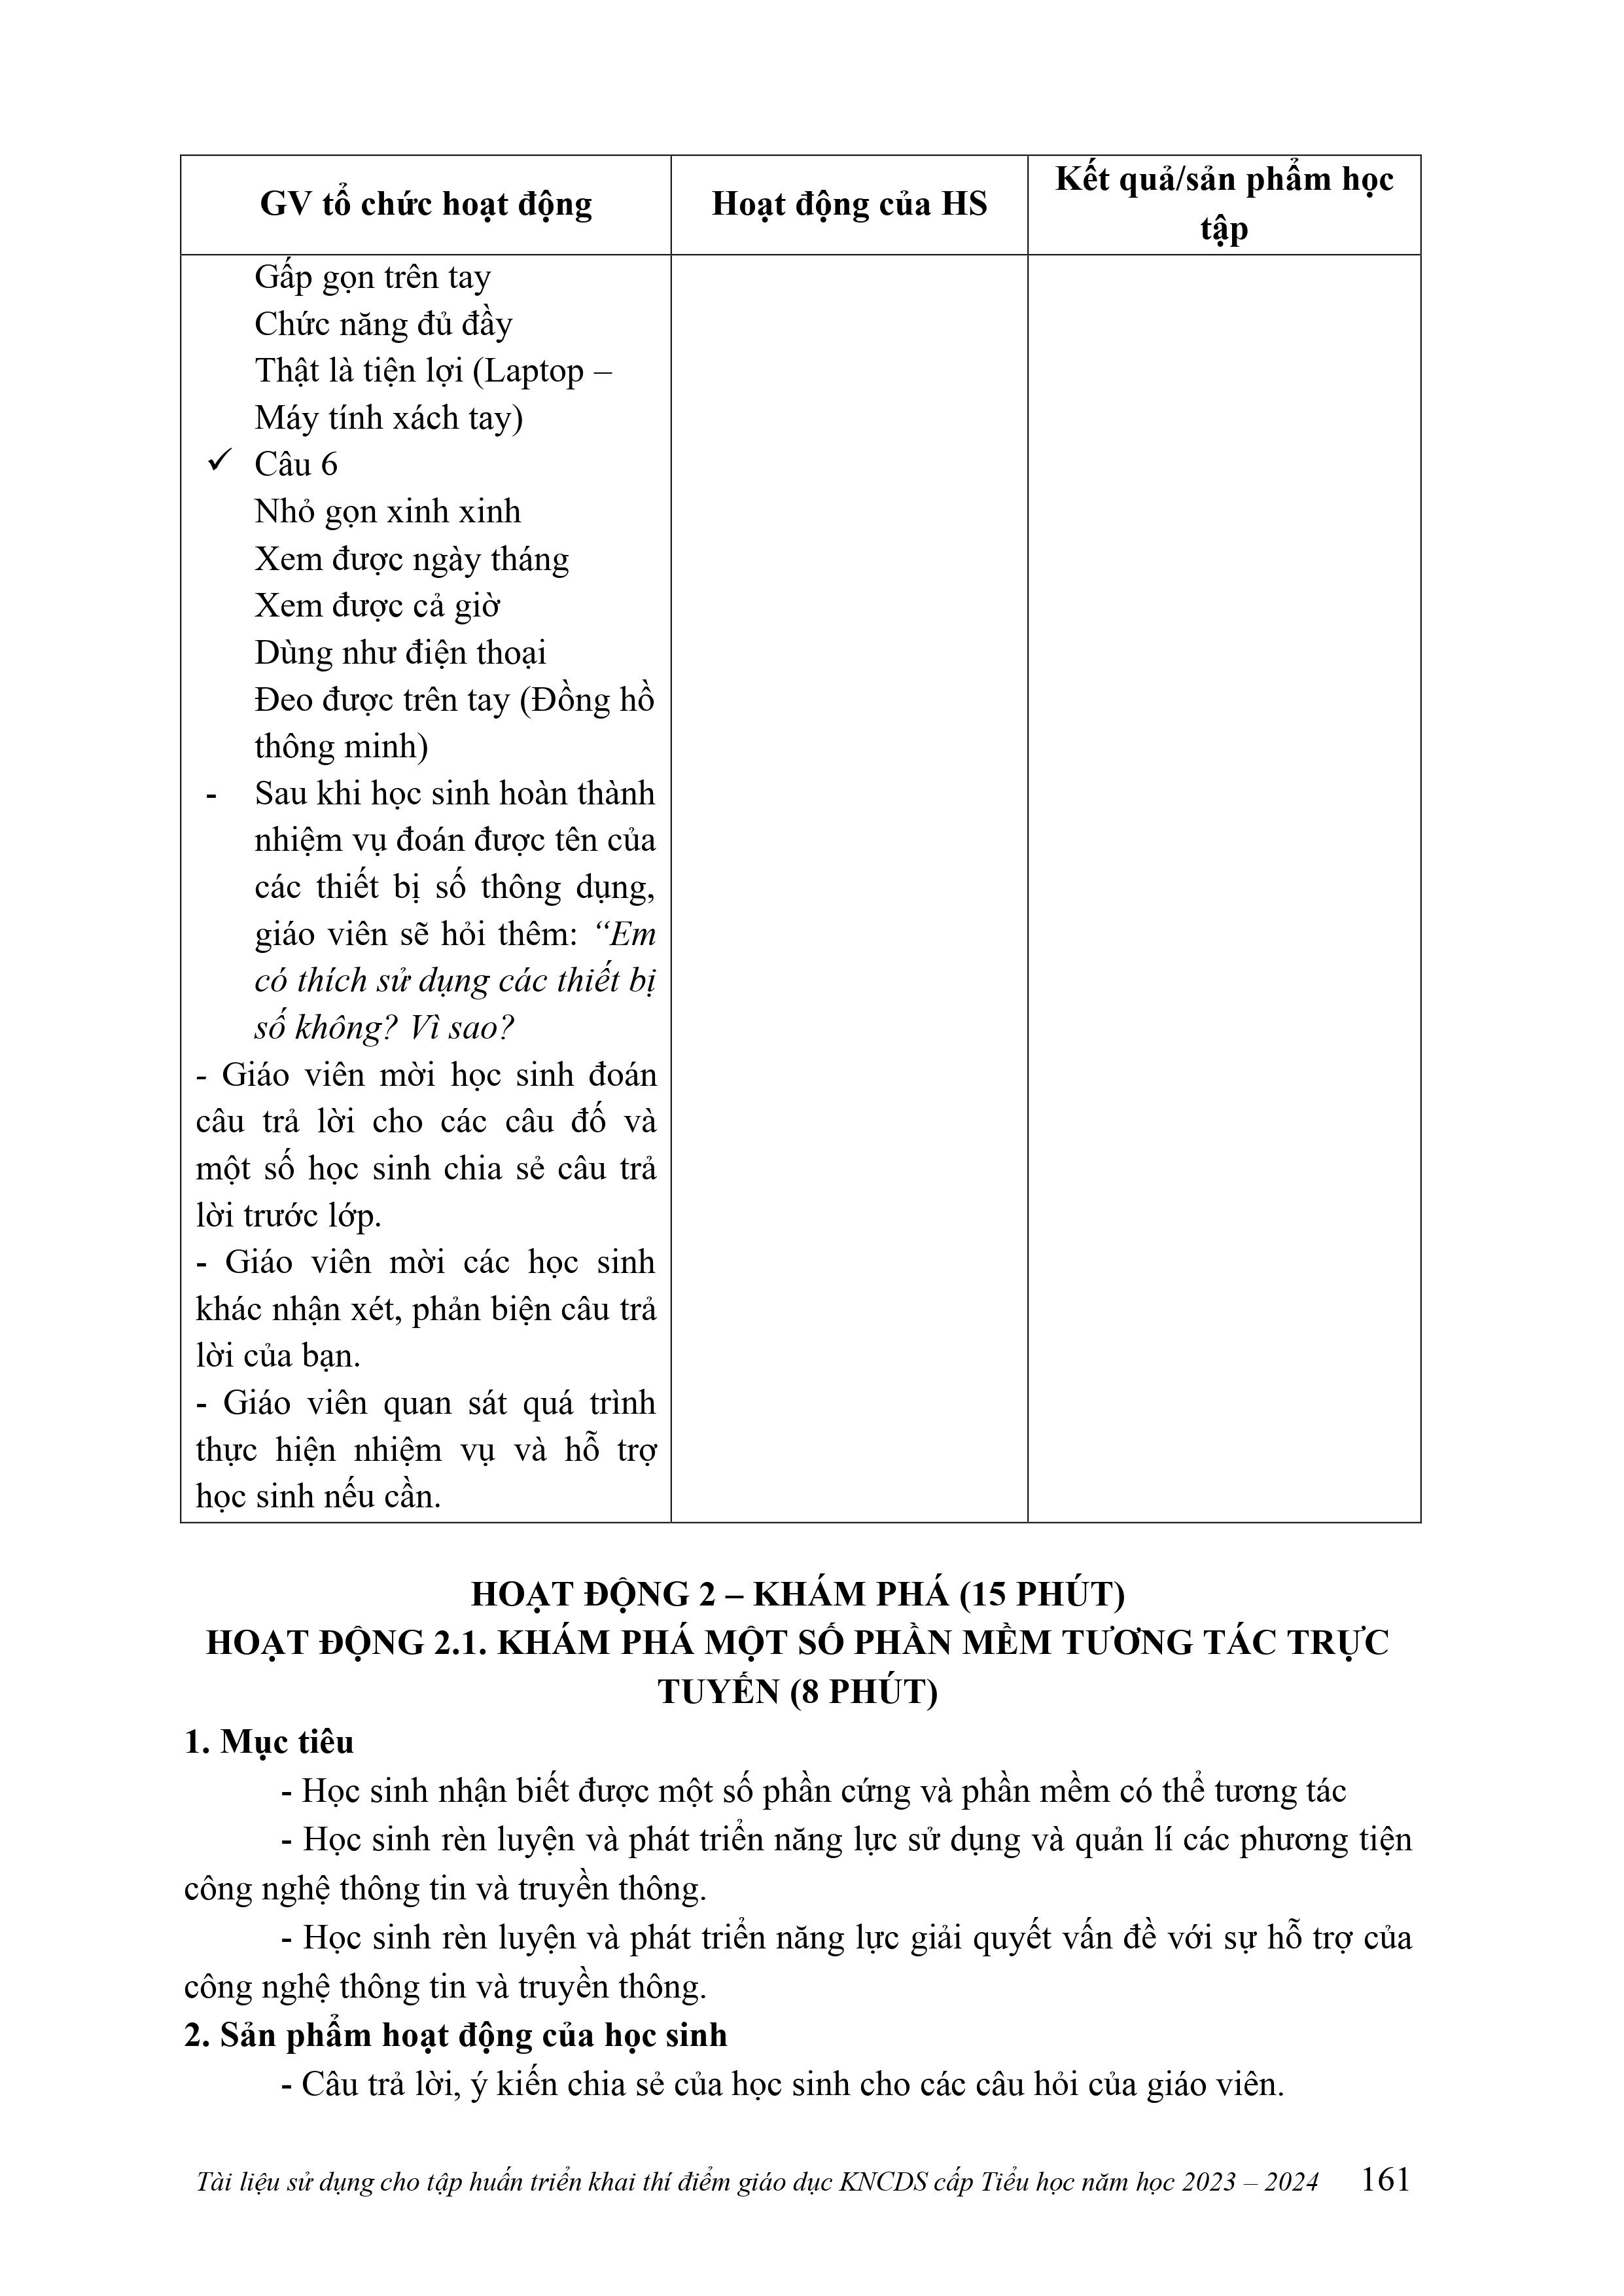 GV tổ chức hoạt động
Hoạt động của HS
Kết quả/sản phẩm học
tập
Gấp gọn trên tay
Chức năng đủ đầy
Thật là tiện lợi (Laptop –
Máy tính xách tay)
✓ Câu 6
Nhỏ gọn xinh xinh
Xem được ngày tháng
Xem được cả giờ
Dùng như điện thoại
Đeo được trên tay (Đồng hồ
thông minh)
- Sau khi học sinh hoàn thành
nhiệm vụ đoán được tên của
các thiết bị số thông dụng,
giáo viên sẽ hỏi thêm: “Em
có thích sử dụng các thiết bị
số không? Vì sao?
- Giáo viên mời học sinh đoán
câu trả lời cho các câu đố và
một số học sinh chia sẻ câu trả
lời trước lớp.
- Giáo viên mời các học sinh
khác nhận xét, phản biện câu trả
lời của bạn.
- Giáo viên quan sát quá trình
thực hiện nhiệm vụ và hỗ trợ
học sinh nếu cần.
HOẠT ĐỘNG 2 – KHÁM PHÁ (15 PHÚT)
HOẠT ĐỘNG 2.1. KHÁM PHÁ MỘT SỐ PHẦN MỀM TƯƠNG TÁC TRỰC
TUYẾN (8 PHÚT)
1. Mục tiêu
- Học sinh nhận biết được một số phần cứng và phần mềm có thể tương tác
- Học sinh rèn luyện và phát triển năng lực sử dụng và quản lí các phương tiện
công nghệ thông tin và truyền thông.
- Học sinh rèn luyện và phát triển năng lực giải quyết vấn đề với sự hỗ trợ của
công nghệ thông tin và truyền thông.
2. Sản phẩm hoạt động của học sinh
- Câu trả lời, ý kiến chia sẻ của học sinh cho các câu hỏi của giáo viên.
Tài liệu sử dụng cho tập huấn triển khai thí điểm giáo dục KNCDS cấp Tiểu học năm học 2023 – 2024 161